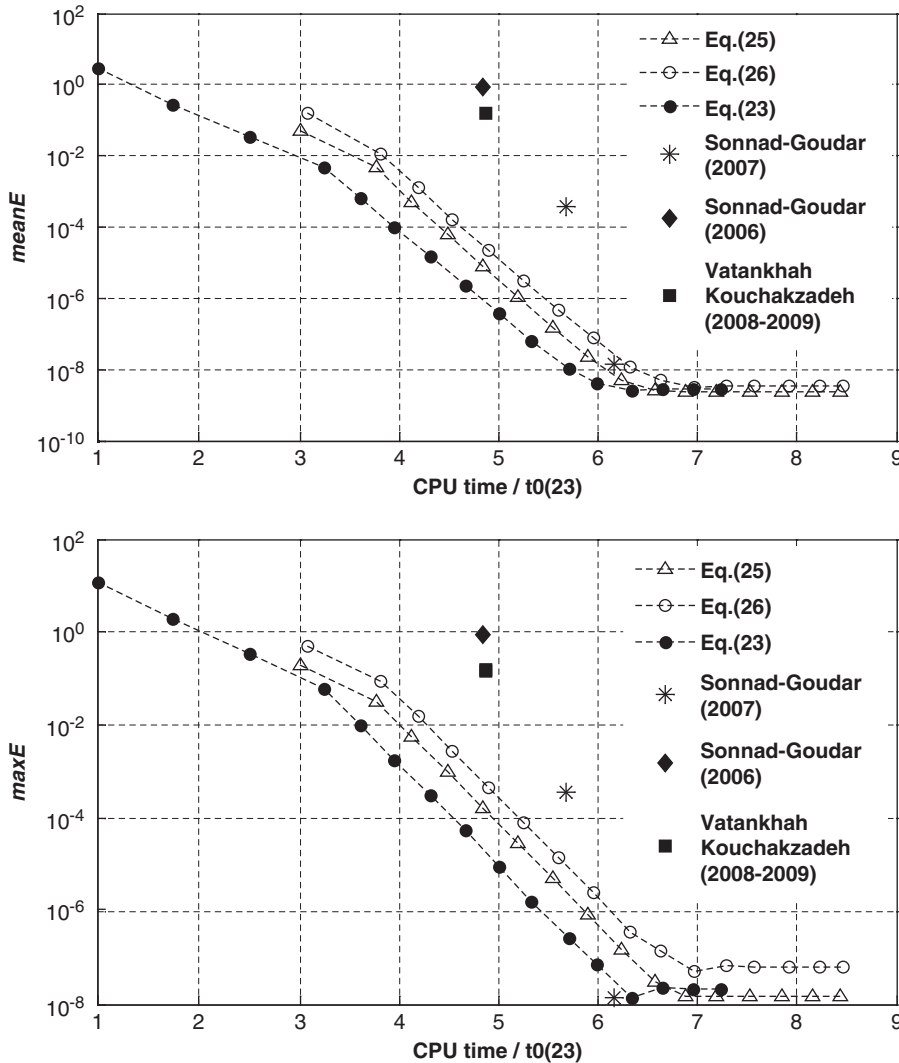 10^2
10^0
10^-2
10^-4
10^-6
10^-8
10^-10
meanE
1 2 3 4 5 6 7 8 9
CPU time / t0(23)
Eq.(25)
Eq.(26)
Eq.(23)
Sonnad-Goudar
(2007)
Sonnad-Goudar
(2006)
Vatankhah
Kouchakzadeh
(2008-2009)
10^2
10^0
10^-2
10^-4
10^-6
10^-8
maxE
1 2 3 4 5 6 7 8 9
CPU time / t0(23)
Eq.(25)
Eq.(26)
Eq.(23)
Sonnad-Goudar
(2007)
Sonnad-Goudar
(2006)
Vatankhah
Kouchakzadeh
(2008-2009)